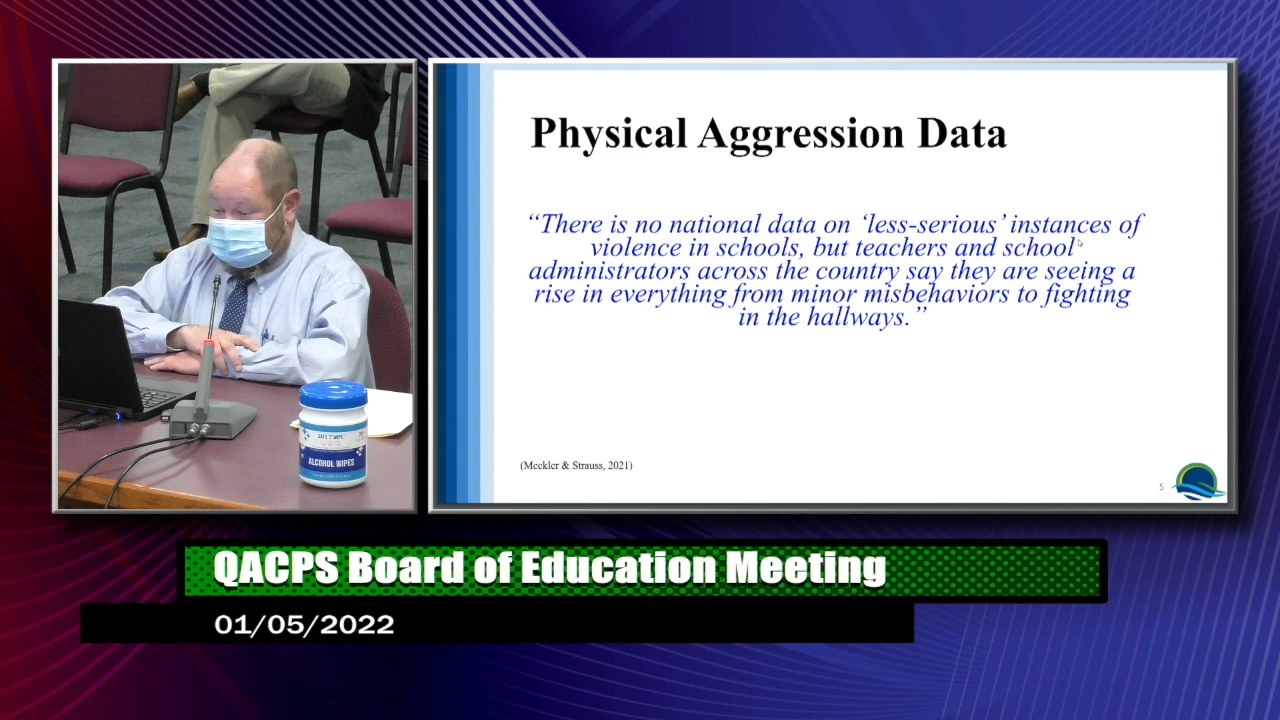 Physical Aggression Data
“There is no national data on ‘less-serious’ instances of
violence in schools, but teachers and school
administrators across the country say they are seeing a
rise in everything from minor misbehaviors to fighting
in the hallways.”
(Meckler & Strauss, 2021)
5
SAFE T WIPE
ALCOHOL WIPES
QACPS Board of Education Meeting
01/05/2022